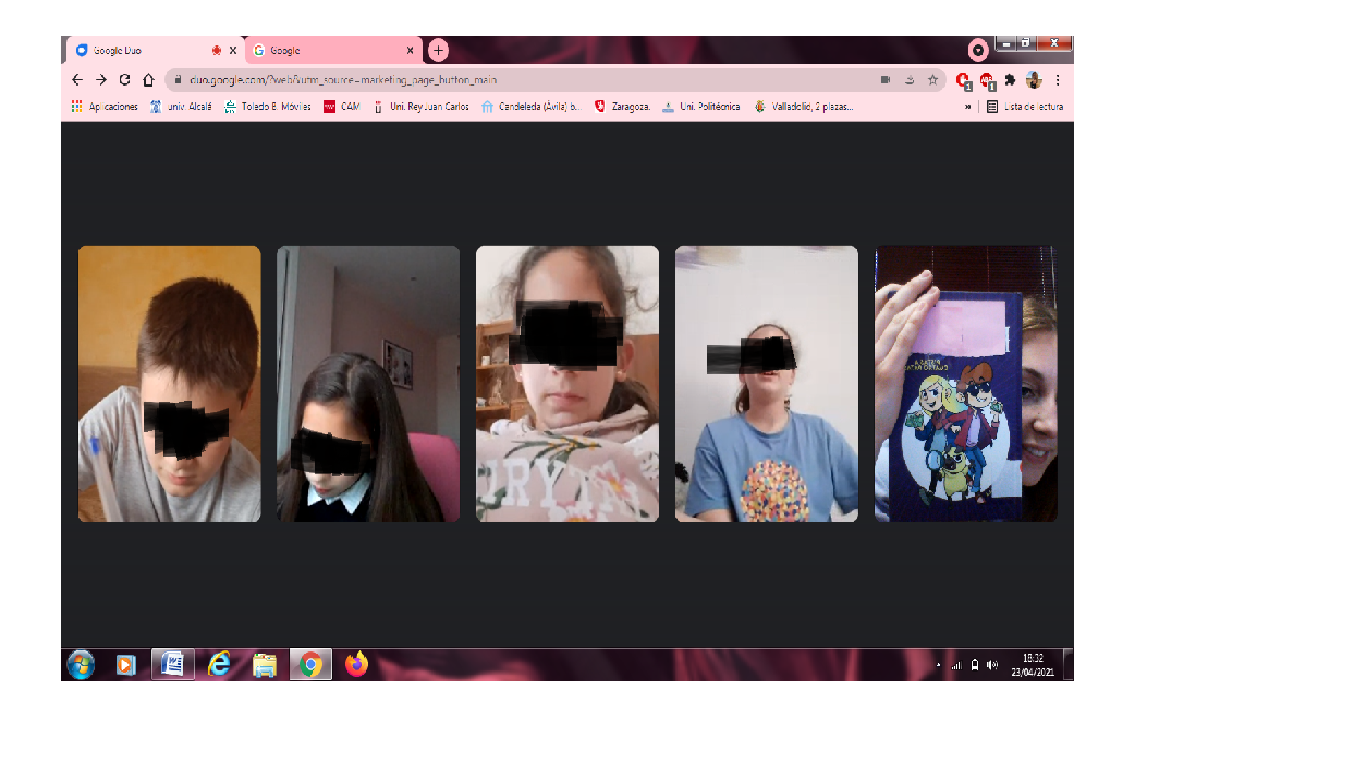 Google Duo
Google
duo.google.com/?web&utm_source=marketing_page_button_main
Aplicaciones
univ. Alcalá
Toledo B. Móviles
CAM
Uni. Rey Juan Carlos
Candeleda (Ávila) b...
Zaragoza.
Uni. Politécnica
Valladolid, 2 plazas...
»
Lista de lectura
18:32
23/04/2021